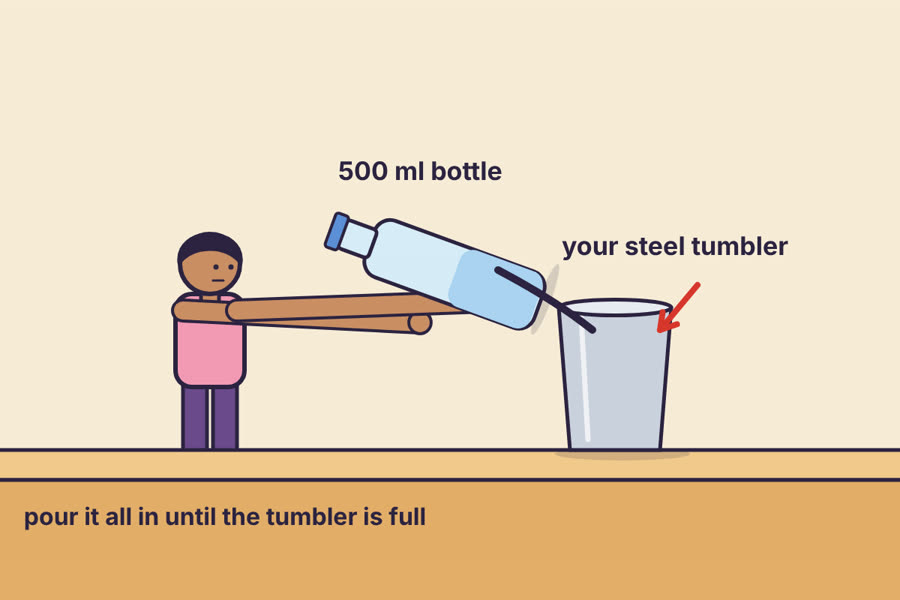 500 ml bottle
your steel tumbler
pour it all in until the tumbler is full